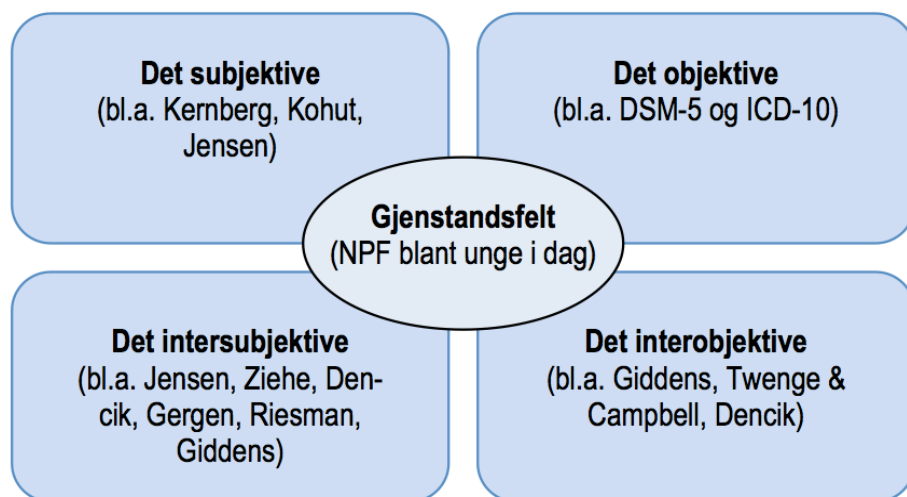 Det subjektive
(bl.a. Kernberg, Kohut,
Jensen)
Det objektive
(bl.a. DSM-5 og ICD-10)
Gjenstandsfelt
(NPF blant unge i dag)
Det intersubjektive
(bl.a. Jensen, Ziehe, Den-
cik, Gergen, Riesman,
Giddens)
Det interobjektive
(bl.a. Giddens, Twenge &
Campbell, Dencik)